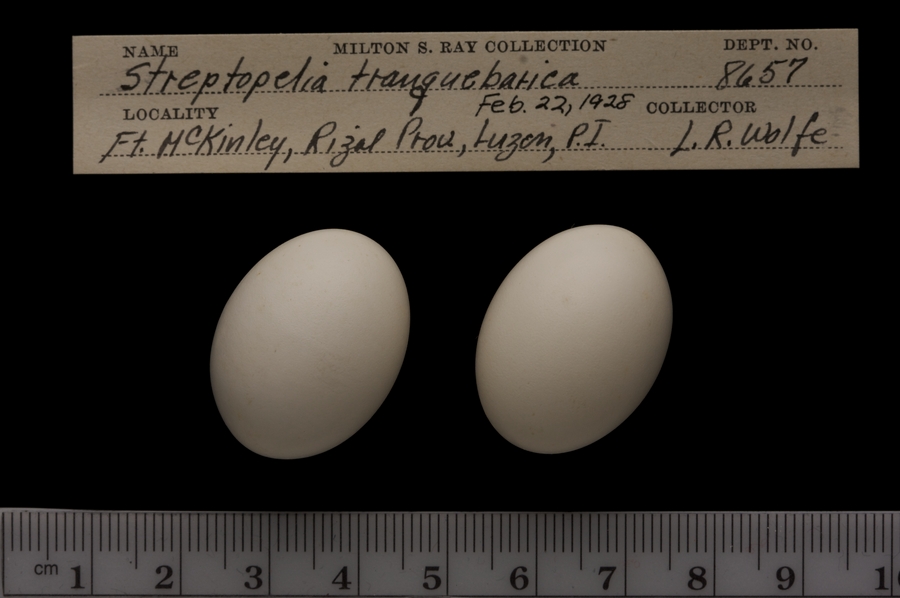 NAME MILTON S. RAY COLLECTION DEPT. NO.
Streptopelia tranquebarica 8657
LOCALITY Feb. 22, 1928 COLLECTOR
Ft. McKinley, Rizal Prov, Luzon, P.I. L. R. Wolfe
cm 1 2 3 4 5 6 7 8 9 1